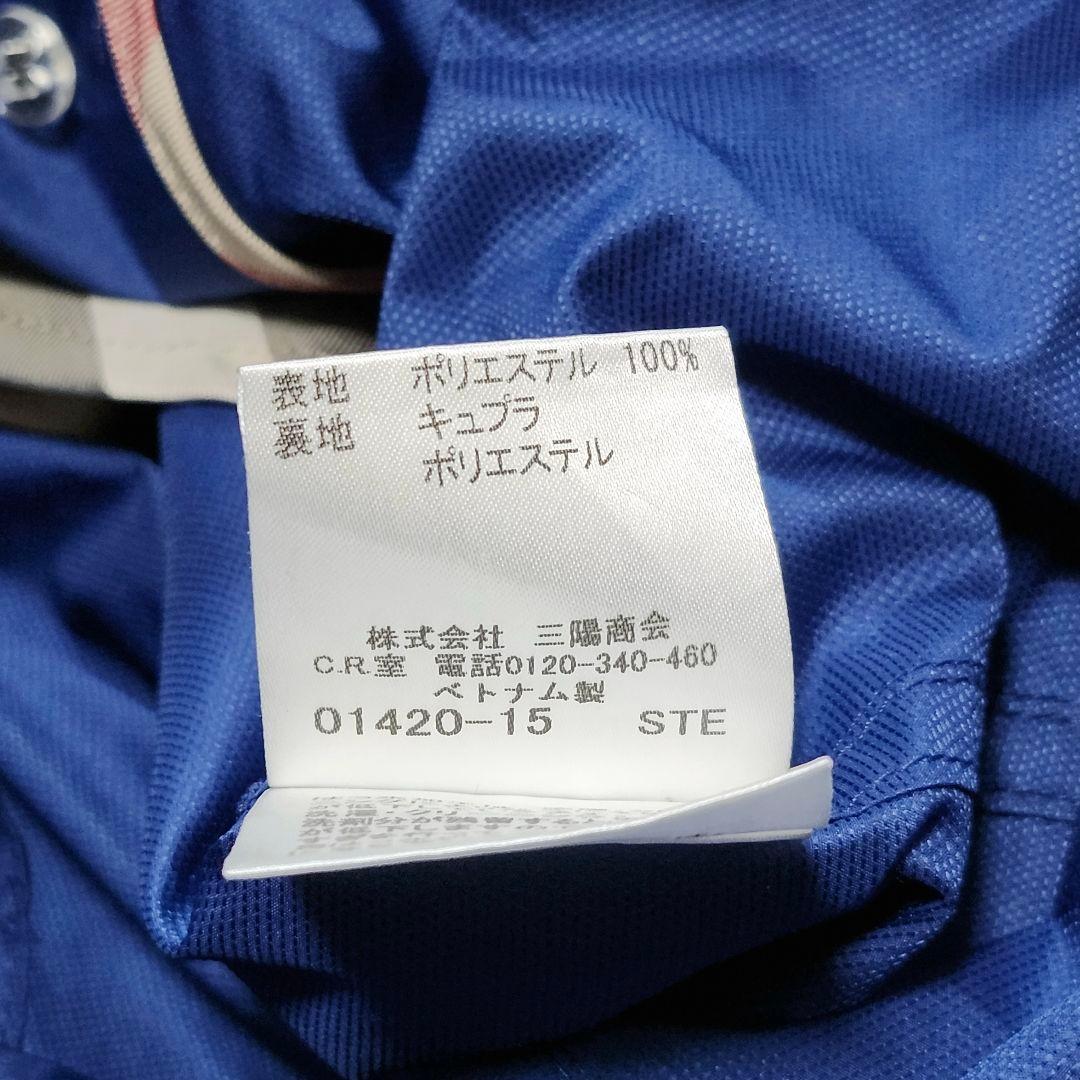 表地 ポリエステル 100%
裏地 キュプラ
ポリエステル
株式会社 三陽商会
C.R.室 電話0120-340-460
ベトナム製
01420-15 STE